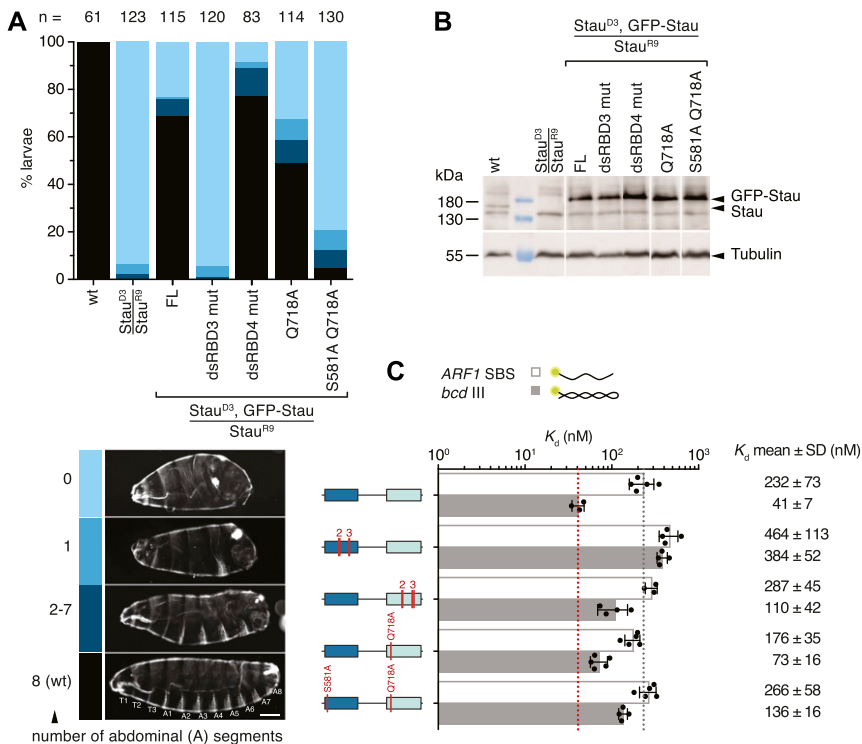 A
n =
61
123
115
120
83
114
130
100
80
60
40
20
0
% larvae
wt
Stau^D3
Stau^R9
FL
dsRBD3 mut
dsRBD4 mut
Q718A
S581A Q718A
Stau^D3, GFP-Stau
Stau^R9
0
1
2-7
8 (wt)
T1 T2 T3 A1 A2 A3 A4 A5 A6 A7 A8
number of abdominal (A) segments
B
Stau^D3, GFP-Stau
Stau^R9
kDa
wt
Stau^D3
Stau^R9
FL
dsRBD3 mut
dsRBD4 mut
Q718A
S581A Q718A
180
130
55
GFP-Stau
Stau
Tubulin
C
ARF1 SBS
bcd III
K_d (nM)
10^0 10^1 10^2 10^3
K_d mean ± SD (nM)
232 ± 73
41 ± 7
2 3
464 ± 113
384 ± 52
2 3
287 ± 45
110 ± 42
Q718A
176 ± 35
73 ± 16
S581A
Q718A
266 ± 58
136 ± 16